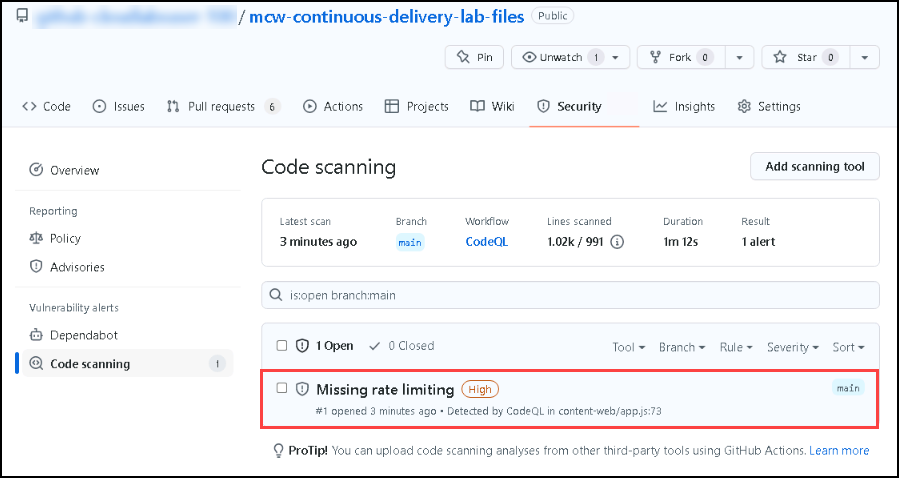 / mcw-continuous-delivery-lab-files Public
Pin Unwatch 1 Fork 0 Star 0
Code Issues Pull requests 6 Actions Projects Wiki Security Insights Settings
Overview
Reporting
Policy
Advisories
Vulnerability alerts
Dependabot
Code scanning 1
Code scanning
Add scanning tool
Latest scan Branch Workflow Lines scanned Duration Result
3 minutes ago main CodeQL 1.02k / 991 1m 12s 1 alert
is:open branch:main
1 Open 0 Closed Tool Branch Rule Severity Sort
Missing rate limiting High main
#1 opened 3 minutes ago • Detected by CodeQL in content-web/app.js:73
ProTip! You can upload code scanning analyses from other third-party tools using GitHub Actions. Learn more